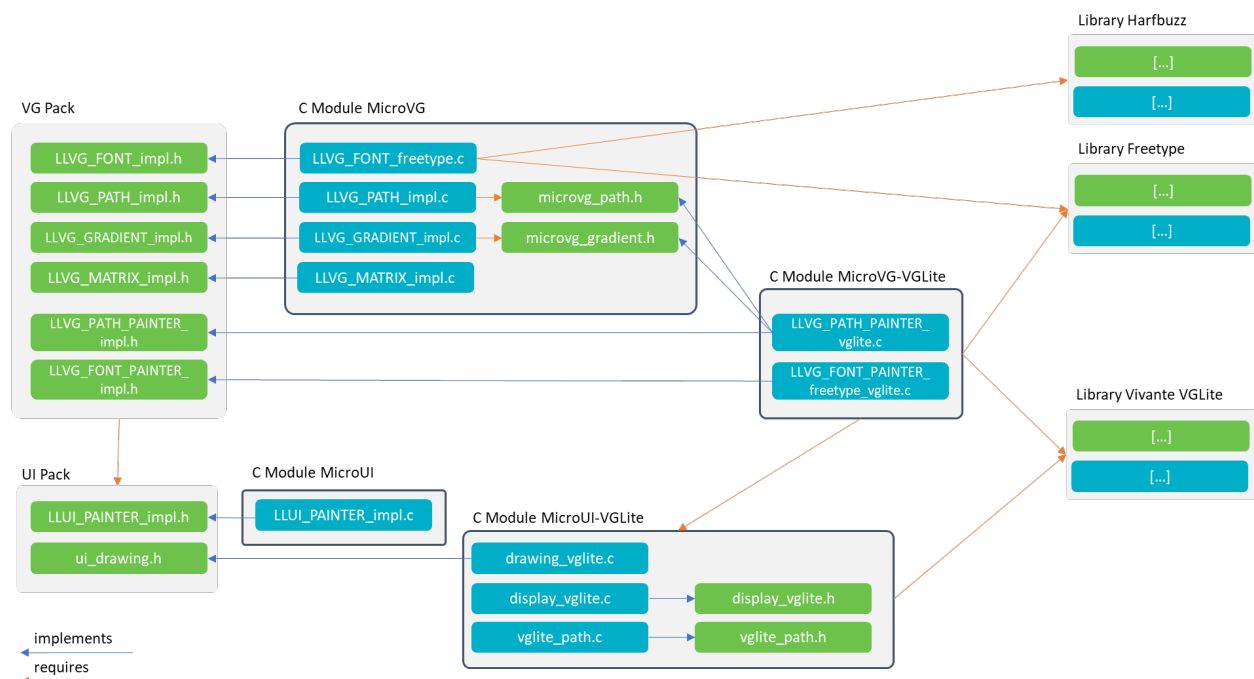 Library Harfbuzz
[...]
[...]
VG Pack
C Module MicroVG
Library Freetype
LLVG_FONT_impl.h
LLVG_FONT_freetype.c
[...]
LLVG_PATH_impl.h
LLVG_PATH_impl.c
microvg_path.h
[...]
LLVG_GRADIENT_impl.h
LLVG_GRADIENT_impl.c
microvg_gradient.h
LLVG_MATRIX_impl.h
LLVG_MATRIX_impl.c
C Module MicroVG-VGLite
LLVG_PATH_PAINTER_
impl.h
LLVG_PATH_PAINTER_
vglite.c
LLVG_FONT_PAINTER_
impl.h
LLVG_FONT_PAINTER_
freetype_vglite.c
Library Vivante VGLite
[...]
[...]
UI Pack
C Module MicroUI
LLUI_PAINTER_impl.h
LLUI_PAINTER_impl.c
C Module MicroUI-VGLite
ui_drawing.h
drawing_vglite.c
display_vglite.c
display_vglite.h
vglite_path.c
vglite_path.h
implements
requires